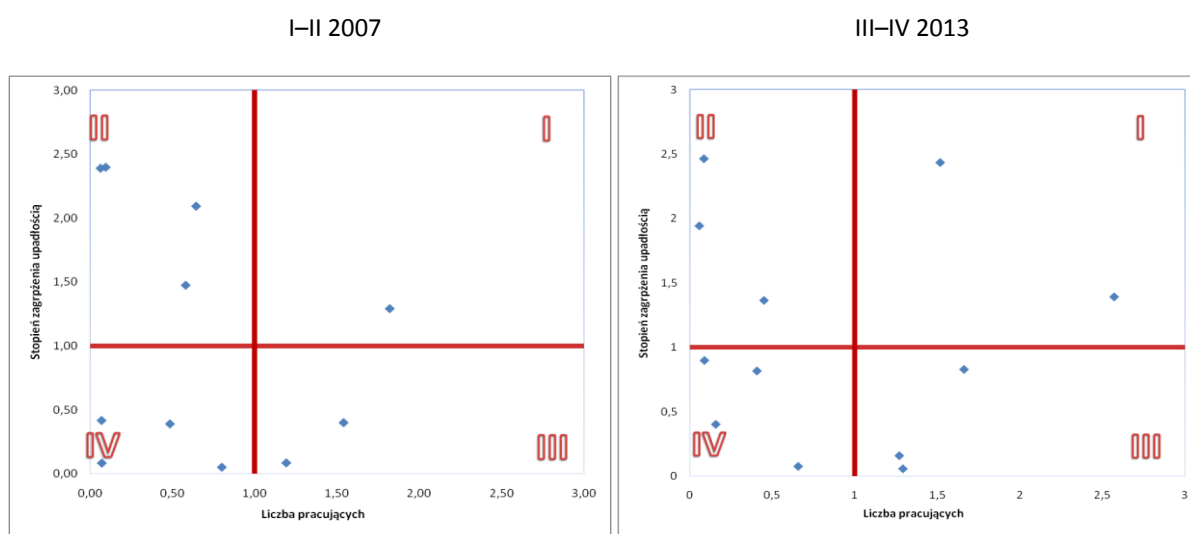 I–II 2007
III–IV 2013
3,00
2,50
2,00
1,50
1,00
0,50
0,00
0,00 0,50 1,00 1,50 2,00 2,50 3,00
Stopień zagrpżenia upadłością
Liczba pracujących
II
I
IV
III
3
2,5
2
1,5
1
0,5
0
0 0,5 1 1,5 2 2,5 3
Stopień zagrpżenia upadłością
Liczba pracujących
II
I
IV
III